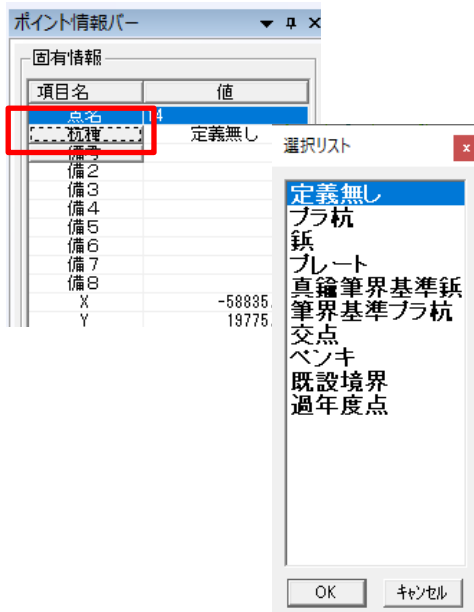 ポイント情報バー
固有情報
項目名 値
点名 14
杭種 定義無し
備考
備2
備3
備4
備5
備6
備7
備8
X -58835.
Y 19775.
選択リスト
定義無し
プラ杭
鋲
プレート
真鍮筆界基準鋲
筆界基準プラ杭
交点
ペンキ
既設境界
過年度点
OK キャンセル